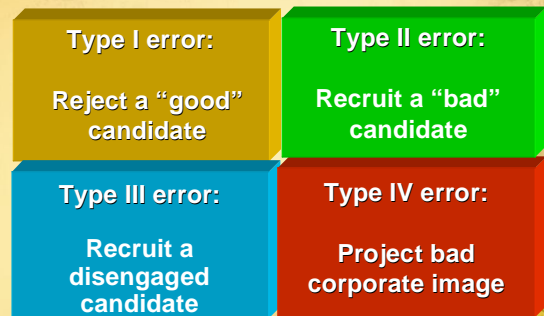 Type I error:
Reject a “good”
candidate
Type II error:
Recruit a “bad”
candidate
Type III error:
Recruit a
disengaged
candidate
Type IV error:
Project bad
corporate image